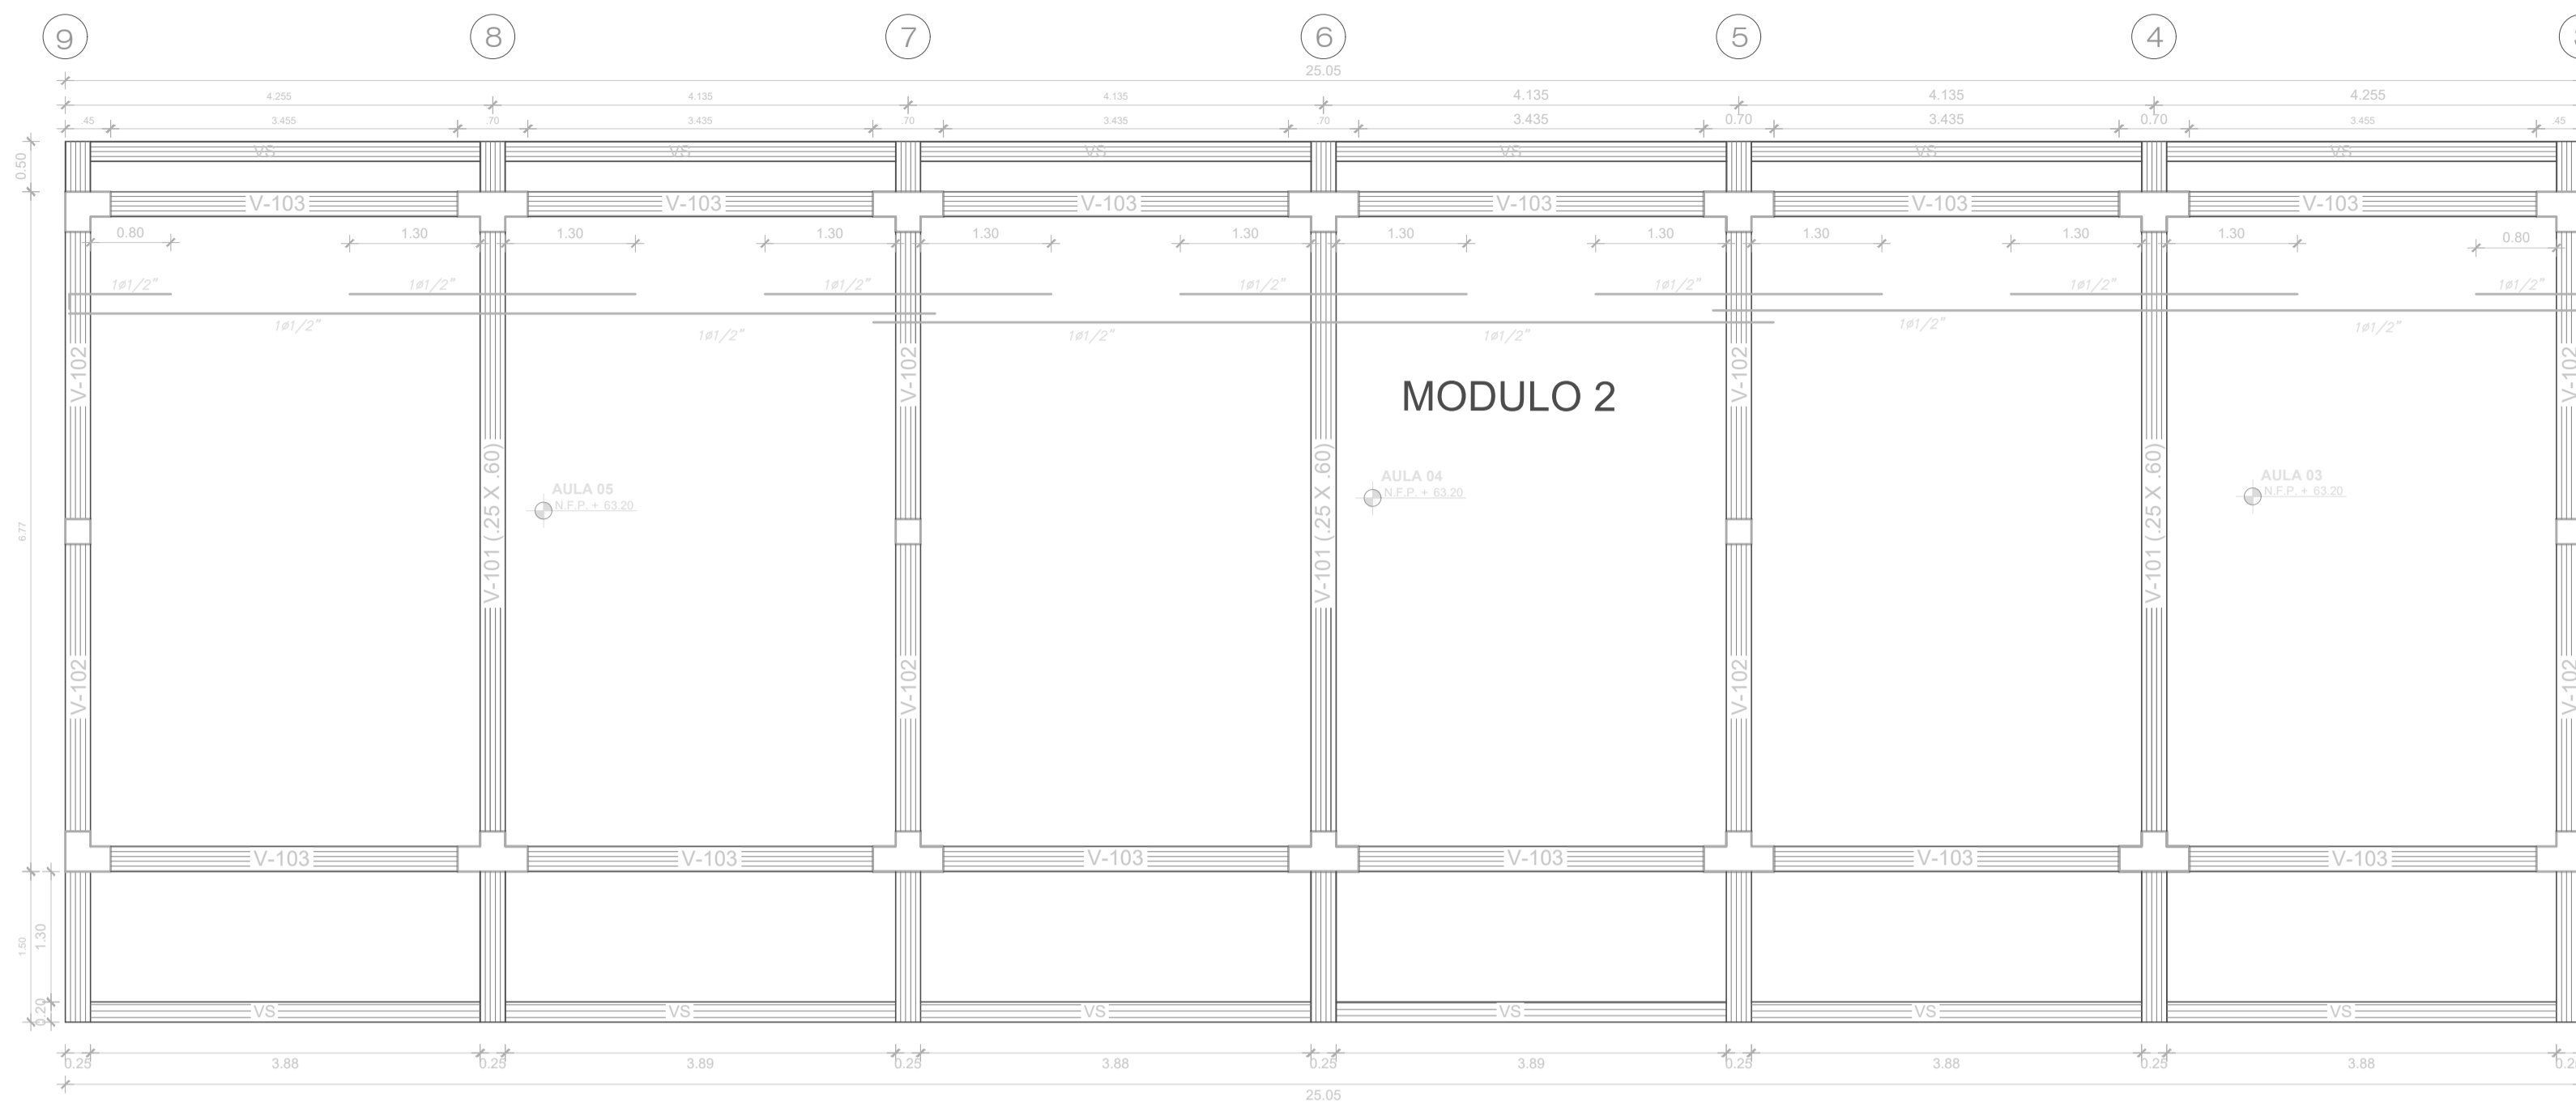 9 8 7 6 5 4
25.05
4.255 4.135 4.135 4.135 4.135 4.255
.45 3.455 .70 3.435 .70 3.435 .70 3.435 0.70 3.435 0.70 3.455 .45
0.50
VS VS VS VS VS VS
V-103 V-103 V-103 V-103 V-103 V-103
0.80 1.30 1.30 1.30 1.30 1.30 1.30 1.30 1.30 1.30 1.30 0.80
1ø1/2" 1ø1/2" 1ø1/2" 1ø1/2" 1ø1/2" 1ø1/2" 1ø1/2"
1ø1/2" 1ø1/2" 1ø1/2" 1ø1/2" 1ø1/2" 1ø1/2"
V-102 V-102 V-102 V-102
MODULO 2
V-101 (.25 X .60) V-101 (.25 X .60) V-101 (.25 X .60)
AULA 05
N.F.P. + 63.20
AULA 04
N.F.P. + 63.20
AULA 03
N.F.P. + 63.20
6.77
V-102 V-102 V-102 V-102
V-103 V-103 V-103 V-103 V-103 V-103
1.50 1.30
0.20
VS VS VS VS VS VS
0.25 3.88 0.25 3.89 0.25 3.88 0.25 3.89 0.25 3.88 0.25 3.88
25.05